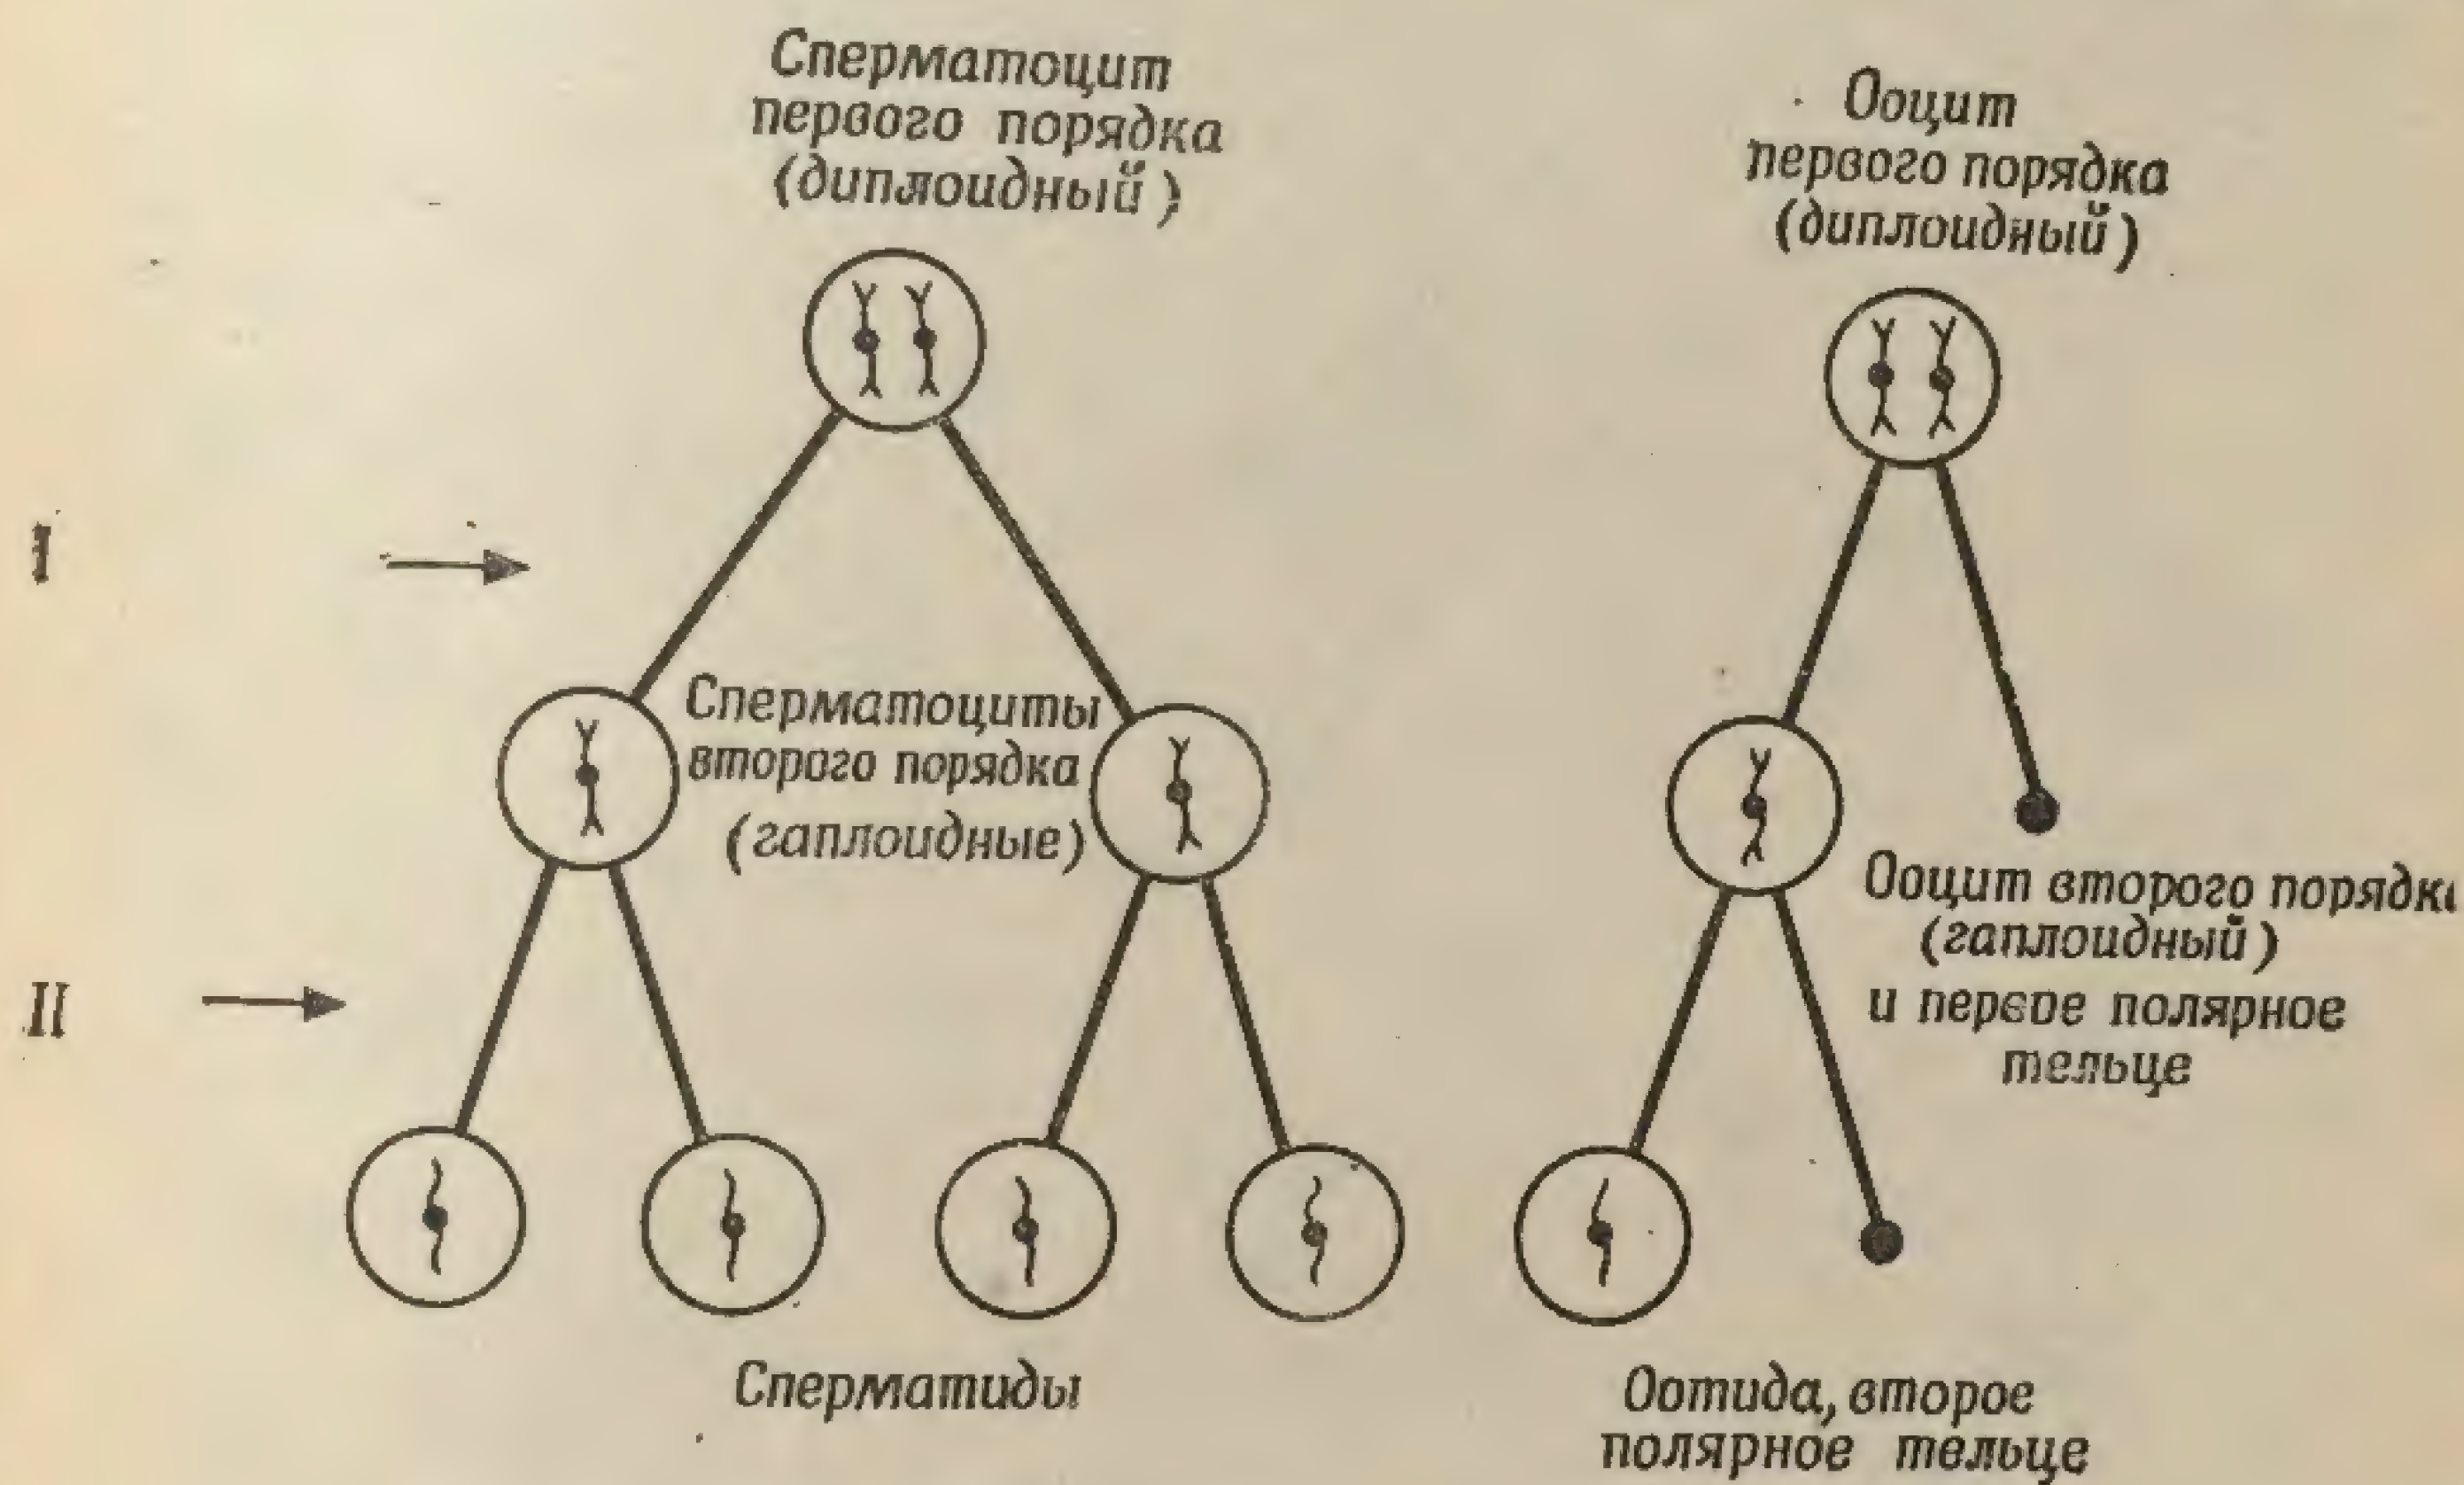 Сперматоцит
первого порядка
(диплоидный)
Ооцит
первого порядка
(диплоидный)
I
Сперматоциты
второго порядка
(гаплоидные)
Ооцит второго порядк
(гаплоидный)
и первое полярное
тельце
II
Сперматиды
Оотида, второе
полярное тельце